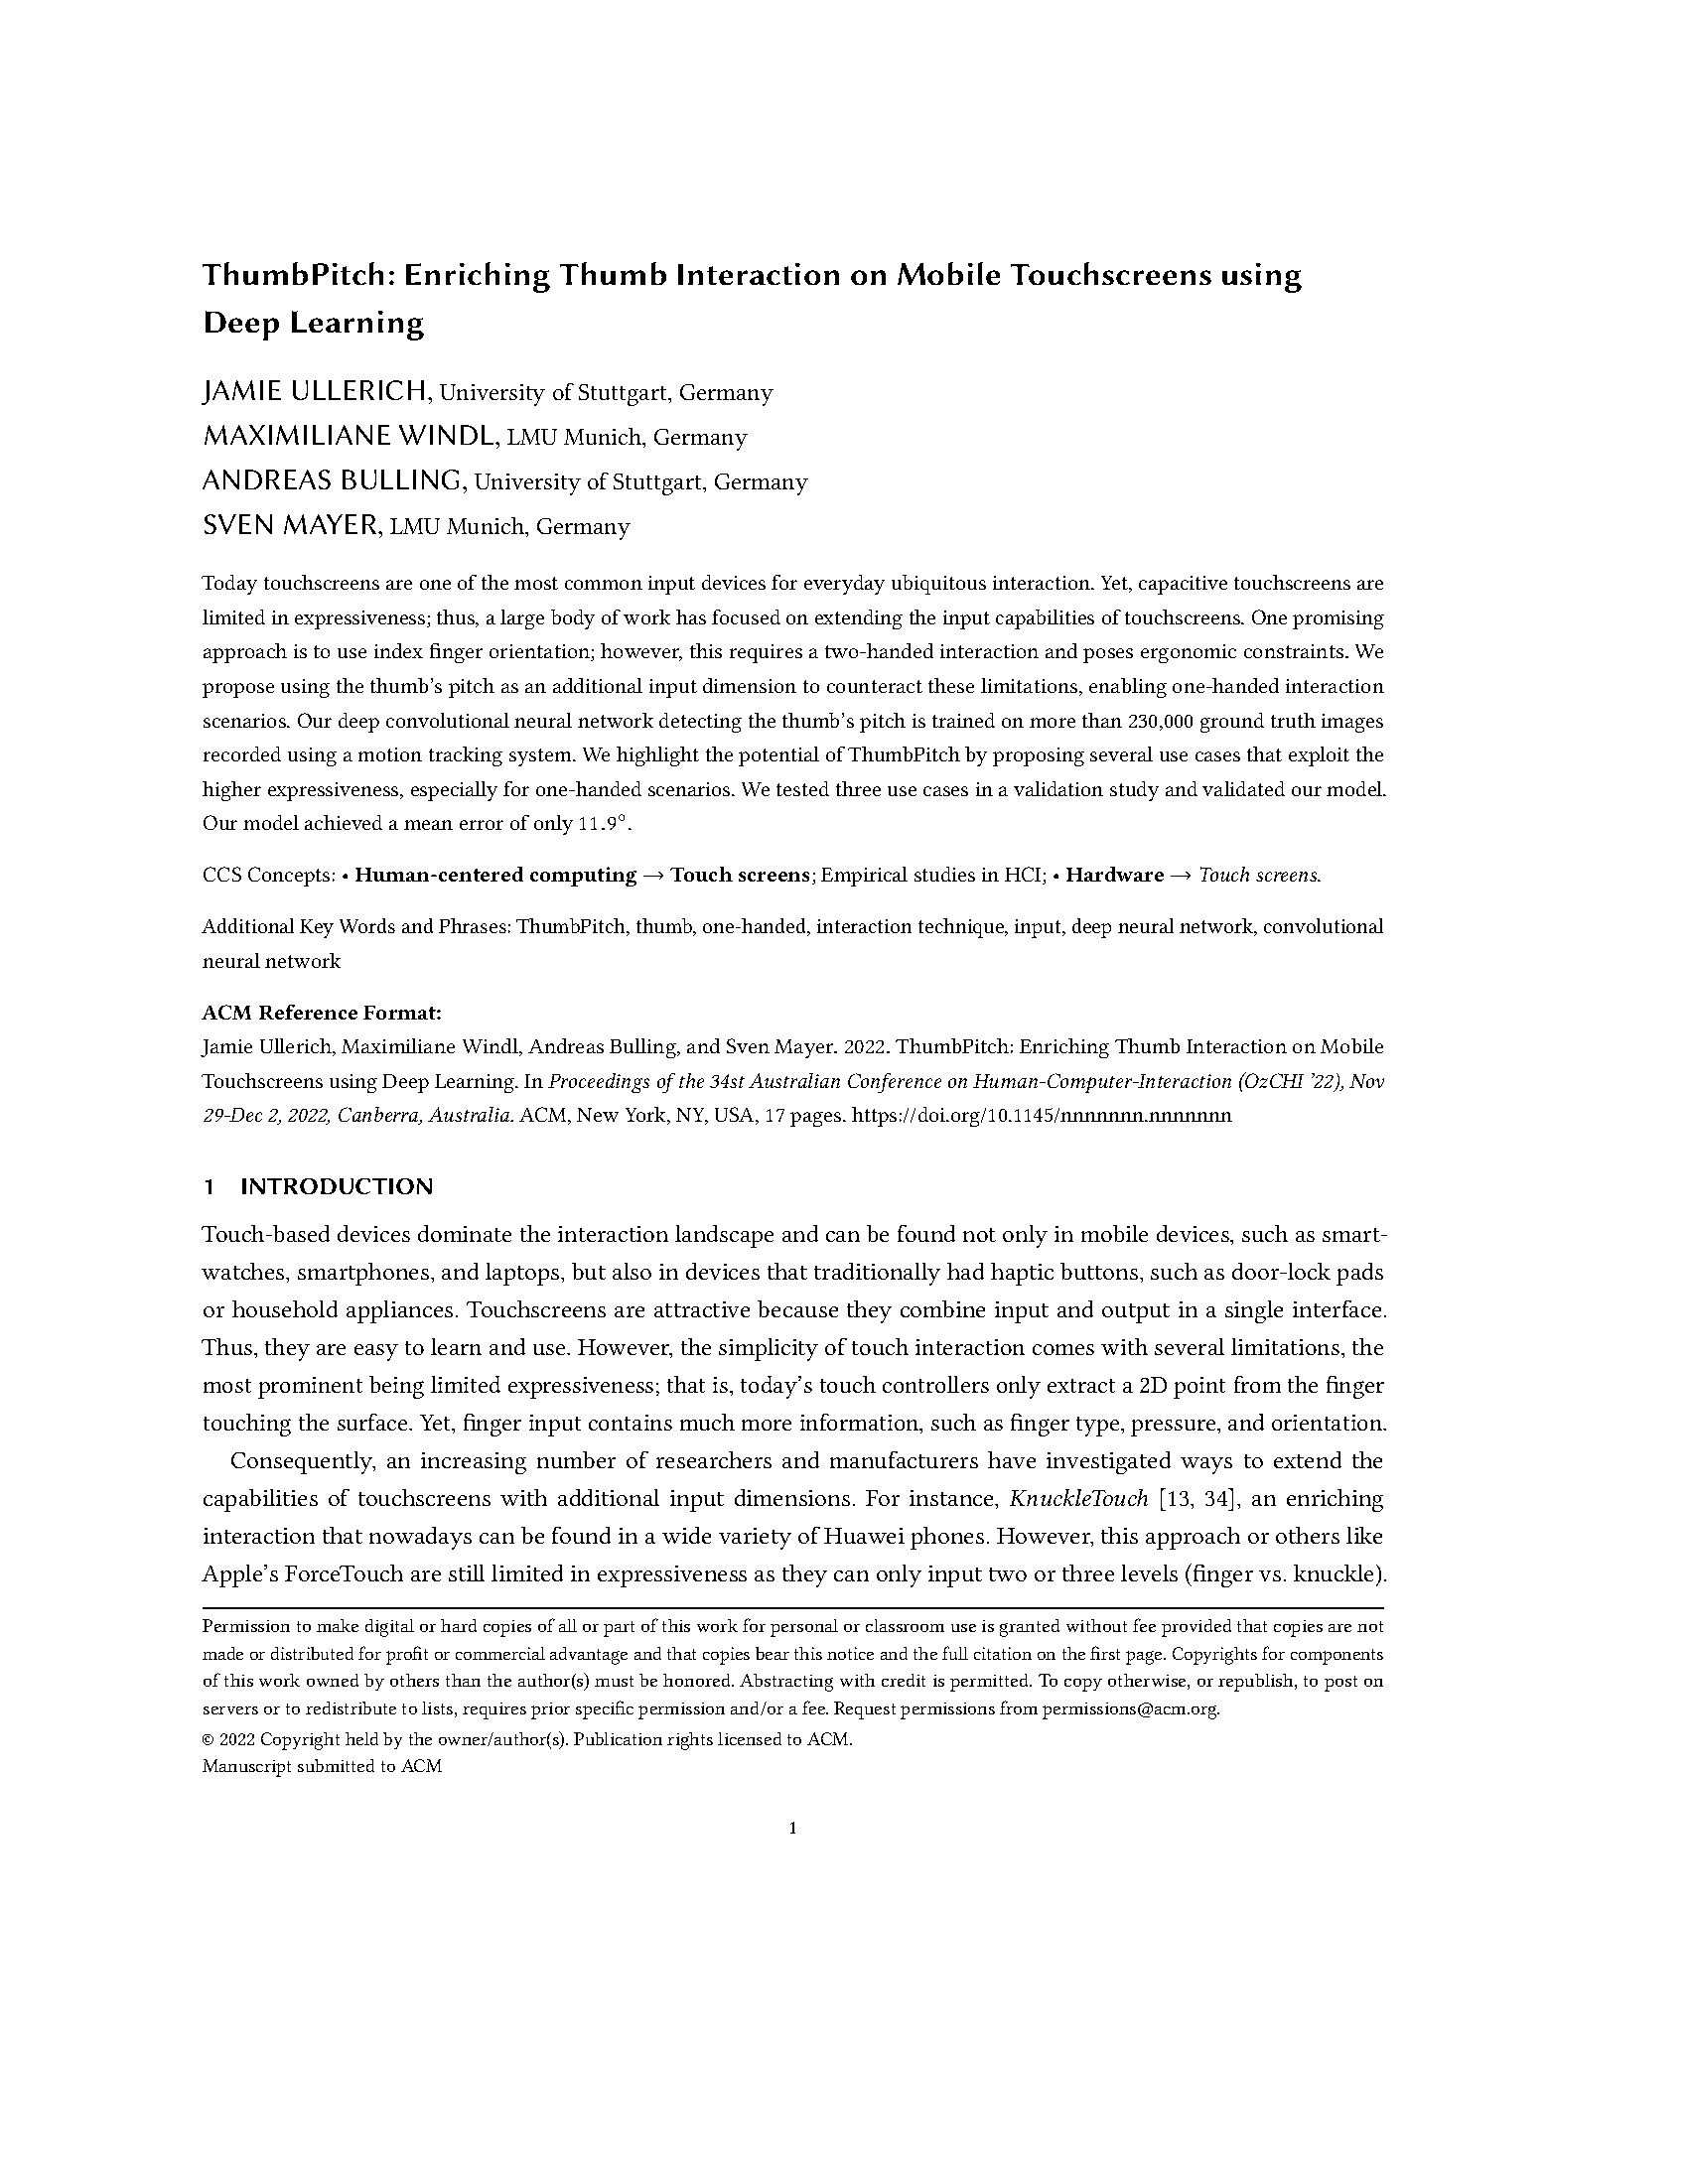 ThumbPitch: Enriching Thumb Interaction on Mobile Touchscreens using
Deep Learning
JAMIE ULLERICH, University of Stuttgart, Germany
MAXIMILIANE WINDL, LMU Munich, Germany
ANDREAS BULLING, University of Stuttgart, Germany
SVEN MAYER, LMU Munich, Germany
Today touchscreens are one of the most common input devices for everyday ubiquitous interaction. Yet, capacitive touchscreens are
limited in expressiveness; thus, a large body of work has focused on extending the input capabilities of touchscreens. One promising
approach is to use index finger orientation; however, this requires a two-handed interaction and poses ergonomic constraints. We
propose using the thumb's pitch as an additional input dimension to counteract these limitations, enabling one-handed interaction
scenarios. Our deep convolutional neural network detecting the thumb's pitch is trained on more than 230,000 ground truth images
recorded using a motion tracking system. We highlight the potential of ThumbPitch by proposing several use cases that exploit the
higher expressiveness, especially for one-handed scenarios. We tested three use cases in a validation study and validated our model.
Our model achieved a mean error of only 11.9°.
CCS Concepts: • Human-centered computing → Touch screens; Empirical studies in HCI; • Hardware → Touch screens.
Additional Key Words and Phrases: ThumbPitch, thumb, one-handed, interaction technique, input, deep neural network, convolutional
neural network
ACM Reference Format:
Jamie Ullerich, Maximiliane Windl, Andreas Bulling, and Sven Mayer. 2022. ThumbPitch: Enriching Thumb Interaction on Mobile
Touchscreens using Deep Learning. In Proceedings of the 34st Australian Conference on Human-Computer-Interaction (OzCHI '22), Nov
29-Dec 2, 2022, Canberra, Australia. ACM, New York, NY, USA, 17 pages. https://doi.org/10.1145/nnnnnnn.nnnnnnn
1 INTRODUCTION
Touch-based devices dominate the interaction landscape and can be found not only in mobile devices, such as smart-
watches, smartphones, and laptops, but also in devices that traditionally had haptic buttons, such as door-lock pads
or household appliances. Touchscreens are attractive because they combine input and output in a single interface.
Thus, they are easy to learn and use. However, the simplicity of touch interaction comes with several limitations, the
most prominent being limited expressiveness; that is, today's touch controllers only extract a 2D point from the finger
touching the surface. Yet, finger input contains much more information, such as finger type, pressure, and orientation.
Consequently, an increasing number of researchers and manufacturers have investigated ways to extend the
capabilities of touchscreens with additional input dimensions. For instance, KnuckleTouch [13, 34], an enriching
interaction that nowadays can be found in a wide variety of Huawei phones. However, this approach or others like
Apple's ForceTouch are still limited in expressiveness as they can only input two or three levels (finger vs. knuckle).
Permission to make digital or hard copies of all or part of this work for personal or classroom use is granted without fee provided that copies are not
made or distributed for profit or commercial advantage and that copies bear this notice and the full citation on the first page. Copyrights for components
of this work owned by others than the author(s) must be honored. Abstracting with credit is permitted. To copy otherwise, or republish, to post on
servers or to redistribute to lists, requires prior specific permission and/or a fee. Request permissions from permissions@acm.org.
© 2022 Copyright held by the owner/author(s). Publication rights licensed to ACM.
Manuscript submitted to ACM
1